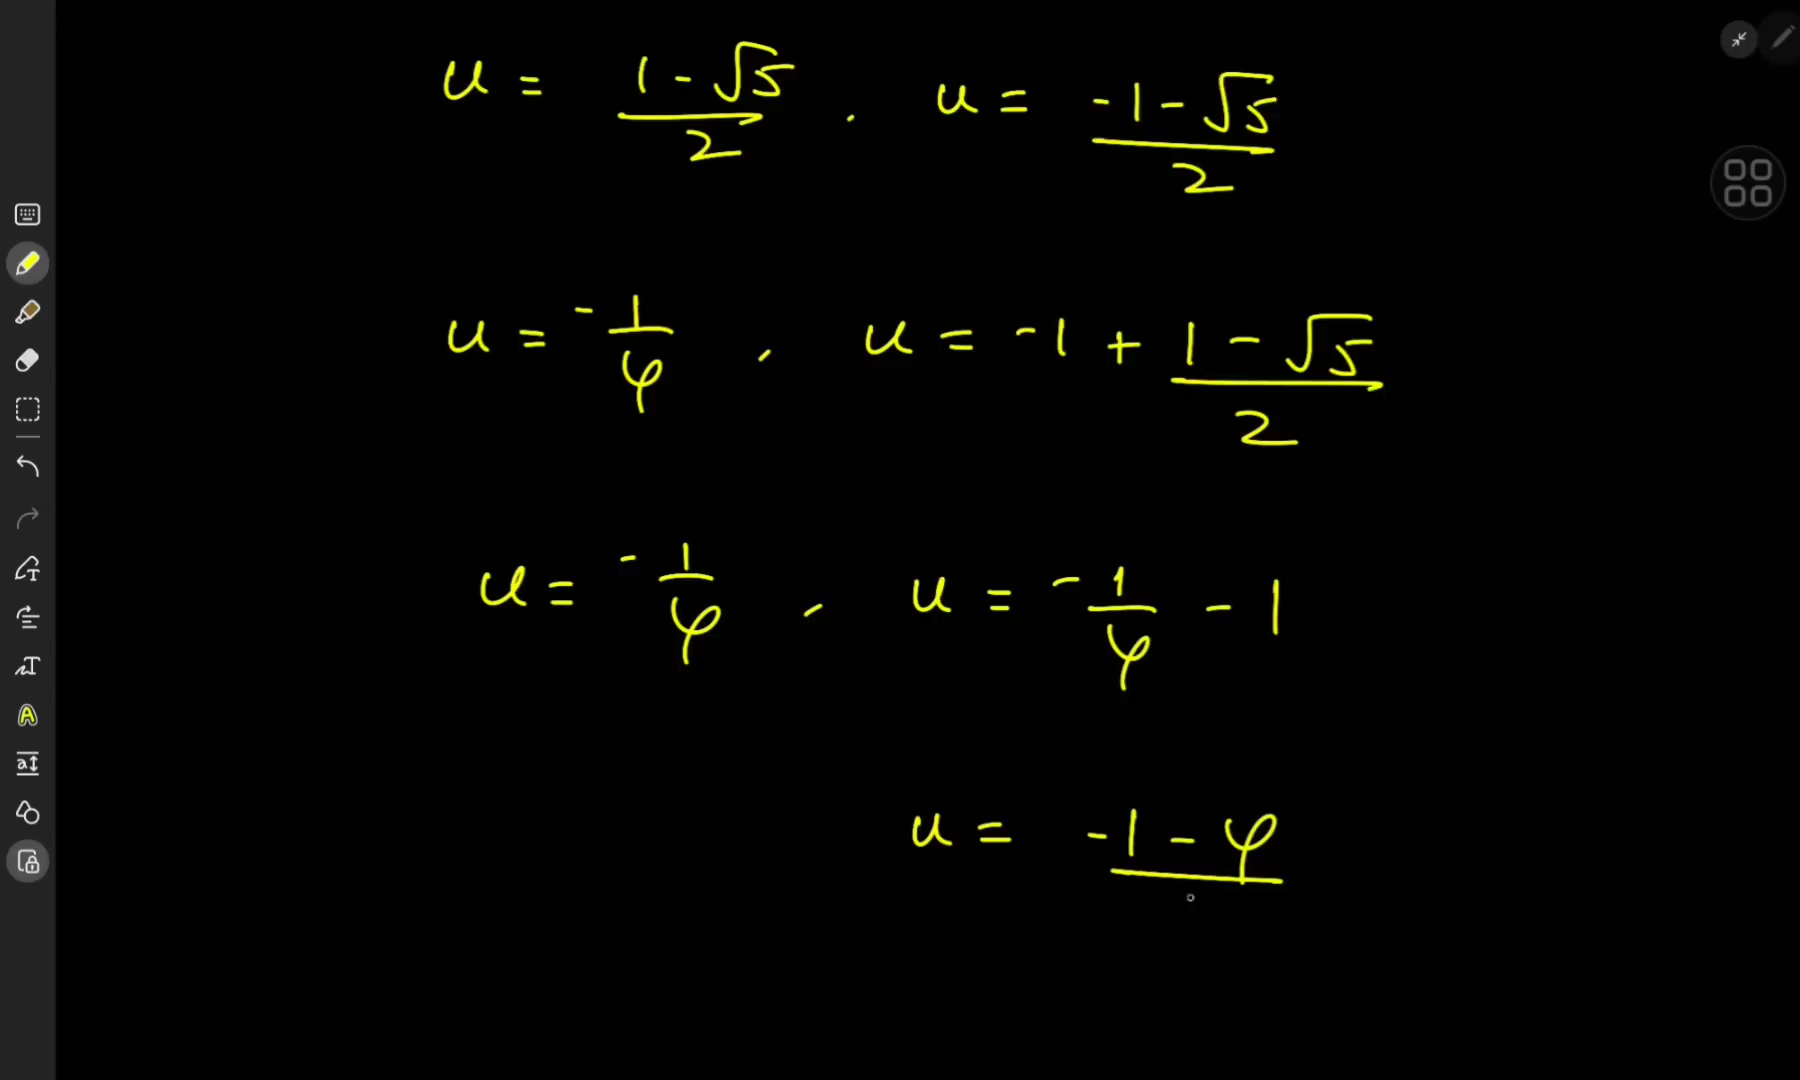 u = (1 - √5)/2 , u = (-1 - √5)/2
u = -1/φ , u = -1 + (1 - √5)/2
u = -1/φ , u = -1/φ - 1
u = (-1 - φ)/